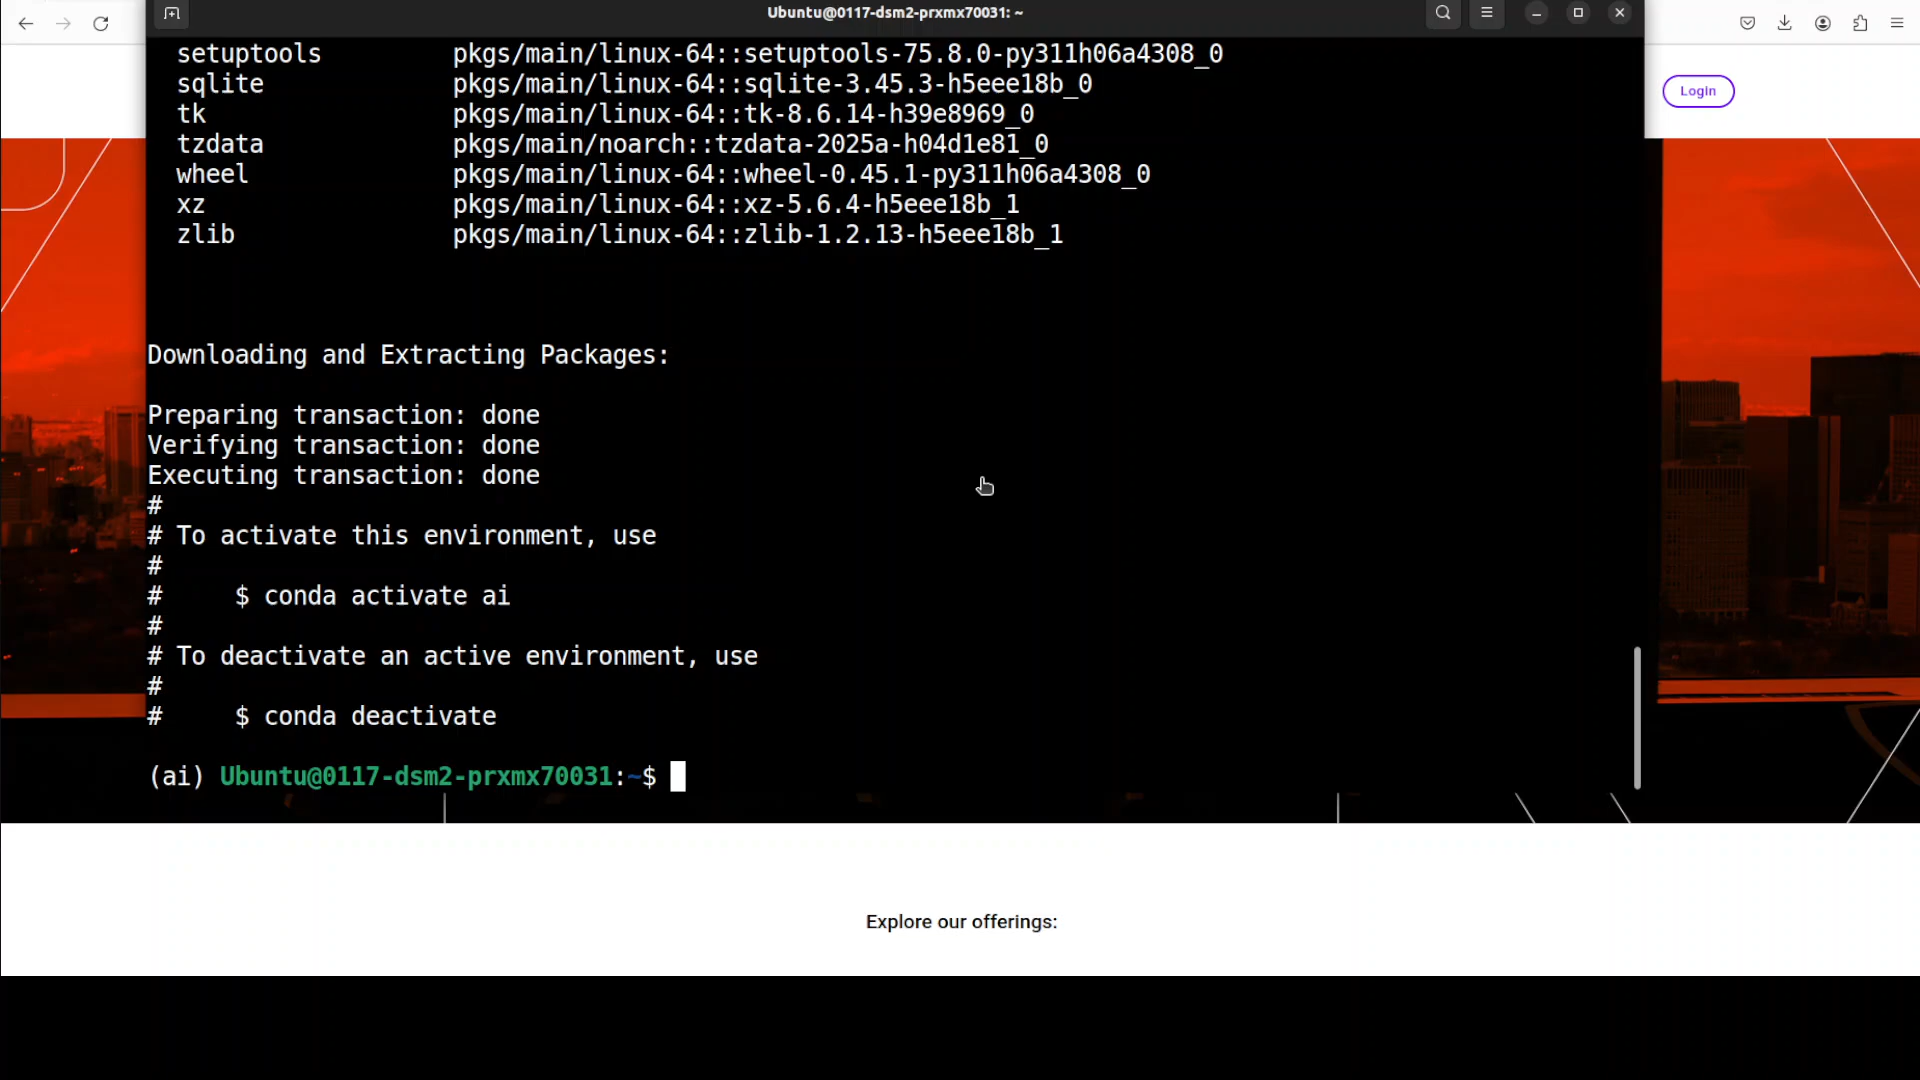 Ubuntu@0117-dsm2-prxmx70031: ~
Login
setuptools pkgs/main/linux-64::setuptools-75.8.0-py311h06a4308_0
sqlite pkgs/main/linux-64::sqlite-3.45.3-h5eee18b_0
tk pkgs/main/linux-64::tk-8.6.14-h39e8969_0
tzdata pkgs/main/noarch::tzdata-2025a-h04d1e81_0
wheel pkgs/main/linux-64::wheel-0.45.1-py311h06a4308_0
xz pkgs/main/linux-64::xz-5.6.4-h5eee18b_1
zlib pkgs/main/linux-64::zlib-1.2.13-h5eee18b_1
Downloading and Extracting Packages:
Preparing transaction: done
Verifying transaction: done
Executing transaction: done
#
# To activate this environment, use
#
# $ conda activate ai
#
# To deactivate an active environment, use
#
# $ conda deactivate
(ai) Ubuntu@0117-dsm2-prxmx70031:~$
Explore our offerings: